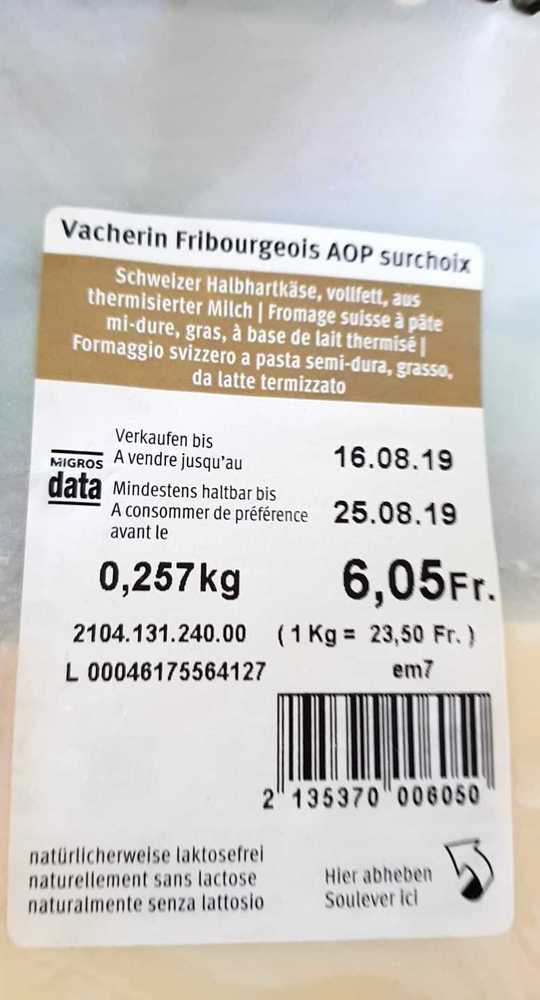 Vacherin Fribourgeois AOP surchoix
Schweizer Halbhartkäse, vollfett, aus
thermisierter Milch | Fromage suisse à pâte
mi-dure, gras, à base de lait thermisé |
Formaggio svizzero a pasta semi-dura, grasso,
da latte termizzato
MIGROS
data
Verkaufen bis
A vendre jusqu'au
16.08.19
Mindestens haltbar bis
A consommer de préférence
avant le
25.08.19
0,257kg
6,05Fr.
2104.131.240.00 (1 Kg = 23,50 Fr.)
L 00046175564127
em7
2 135370 006050
natürlicherweise laktosefrei
naturellement sans lactose
naturalmente senza lattosio
Hier abheben
Soulever ici